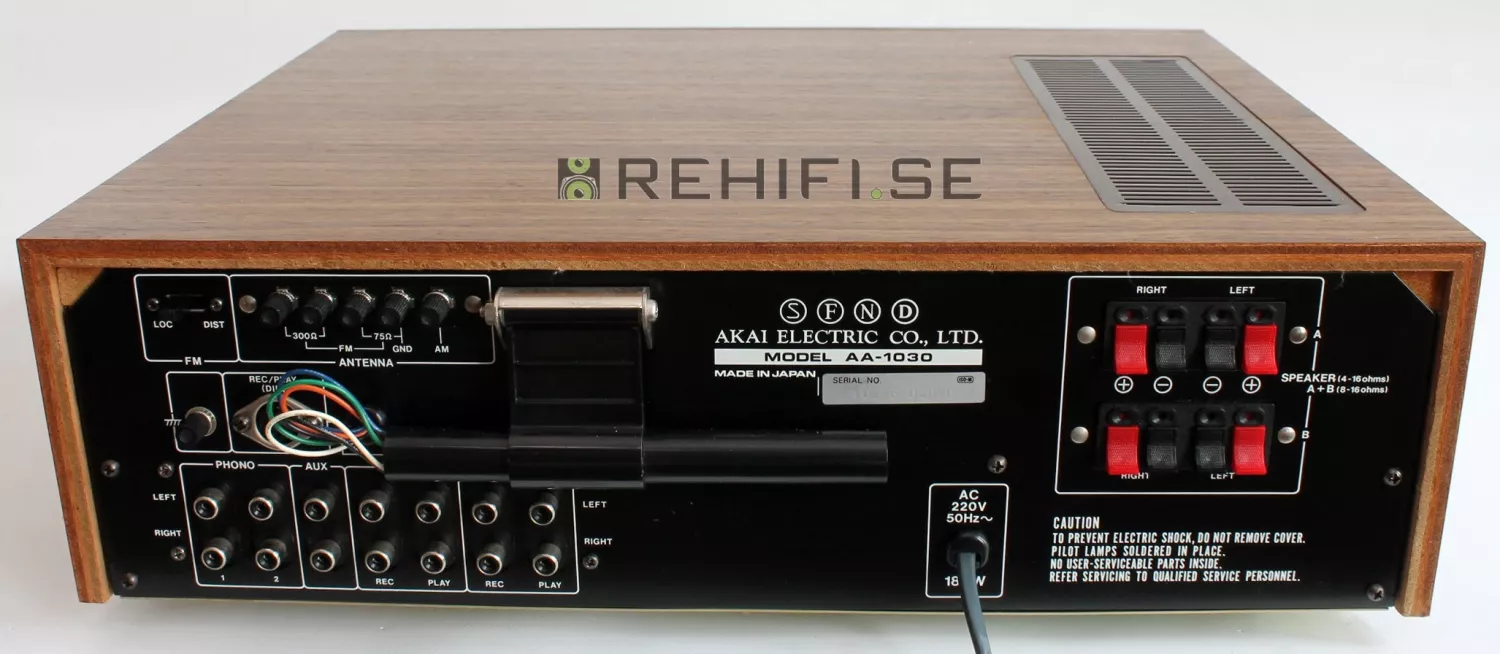 REHIFI.SE
LOC DIST
FM
300Ω 75Ω
FM GND AM
ANTENNA
S F N D
AKAI ELECTRIC CO., LTD.
MODEL AA-1030
MADE IN JAPAN
SERIAL NO.
RIGHT LEFT
A
+ − − +
SPEAKER (4-16ohms)
A+B (8-16ohms)
B
RIGHT LEFT
REC/PLAY
PHONO AUX
LEFT LEFT
RIGHT RIGHT
1 2 REC PLAY REC PLAY
AC
220V
50Hz~
CAUTION
TO PREVENT ELECTRIC SHOCK, DO NOT REMOVE COVER.
PILOT LAMPS SOLDERED IN PLACE.
NO USER-SERVICEABLE PARTS INSIDE.
REFER SERVICING TO QUALIFIED SERVICE PERSONNEL.